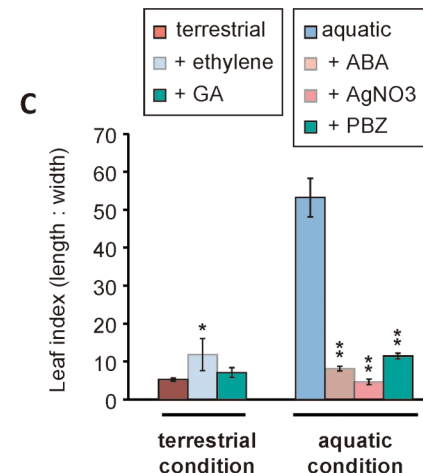 C
terrestrial
+ ethylene
+ GA
aquatic
+ ABA
+ AgNO3
+ PBZ
Leaf index (length : width)
70
60
50
40
30
20
10
0
*
**
**
**
terrestrial
condition
aquatic
condition